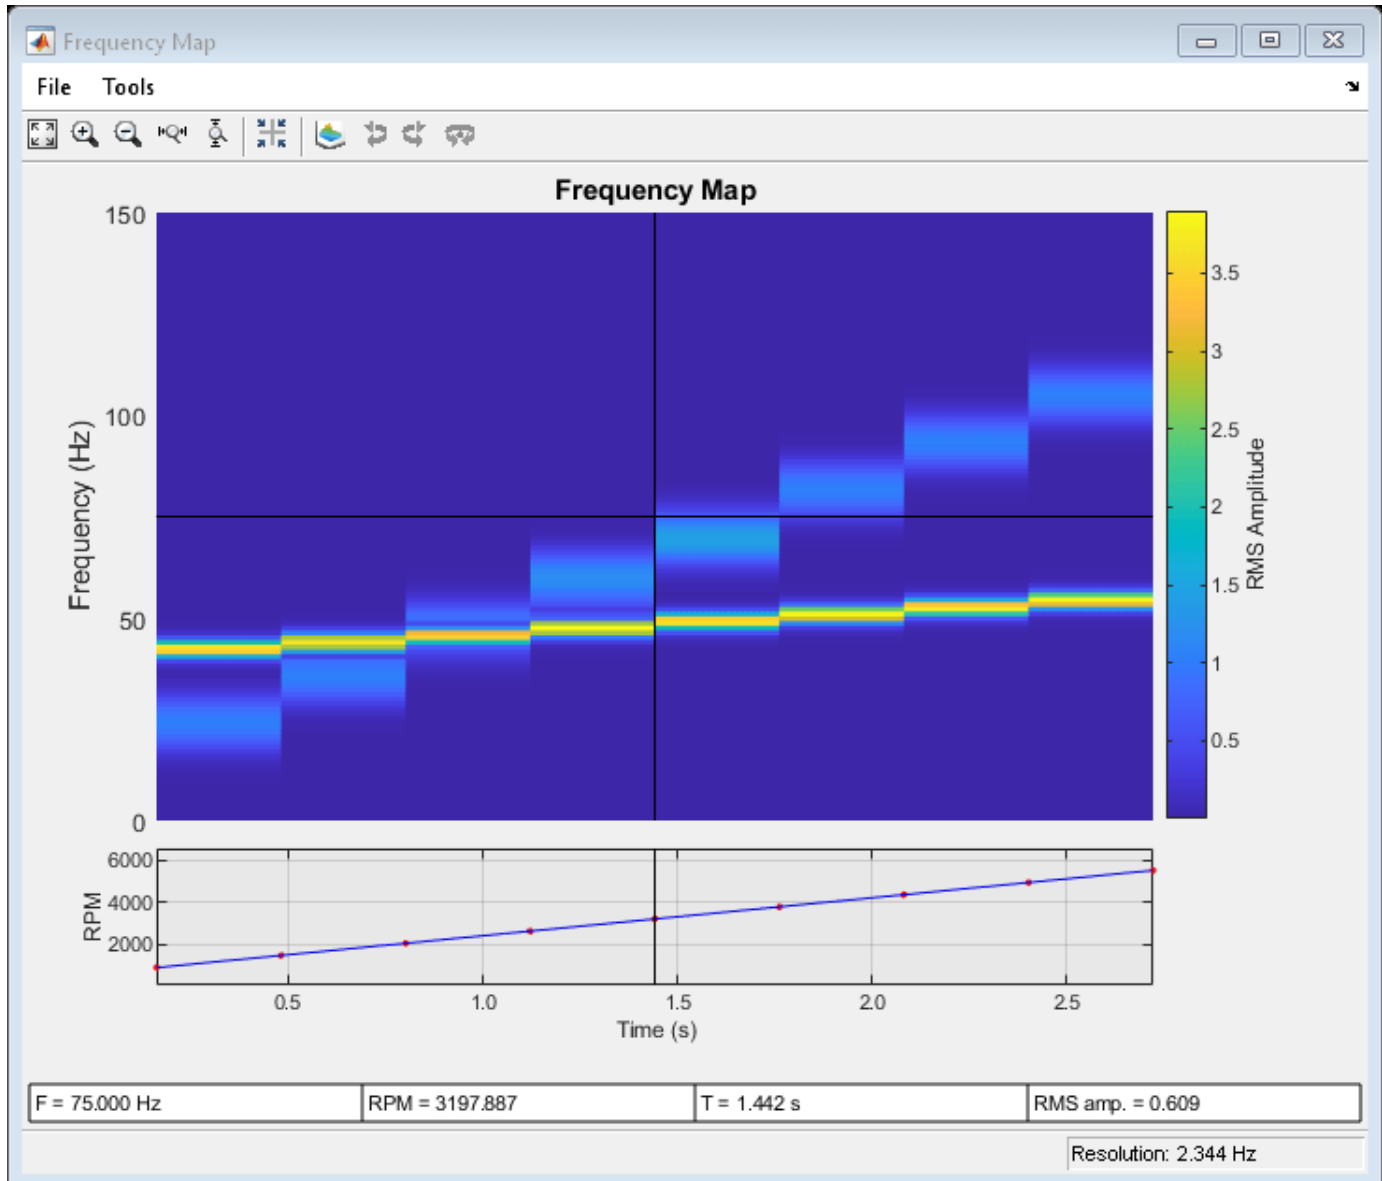 Frequency Map
File Tools
Frequency Map
150
100
50
0
Frequency (Hz)
3.5
3
2.5
2
1.5
1
0.5
RMS Amplitude
6000
4000
2000
RPM
0.5 1.0 1.5 2.0 2.5
Time (s)
F = 75.000 Hz RPM = 3197.887 T = 1.442 s RMS amp. = 0.609
Resolution: 2.344 Hz